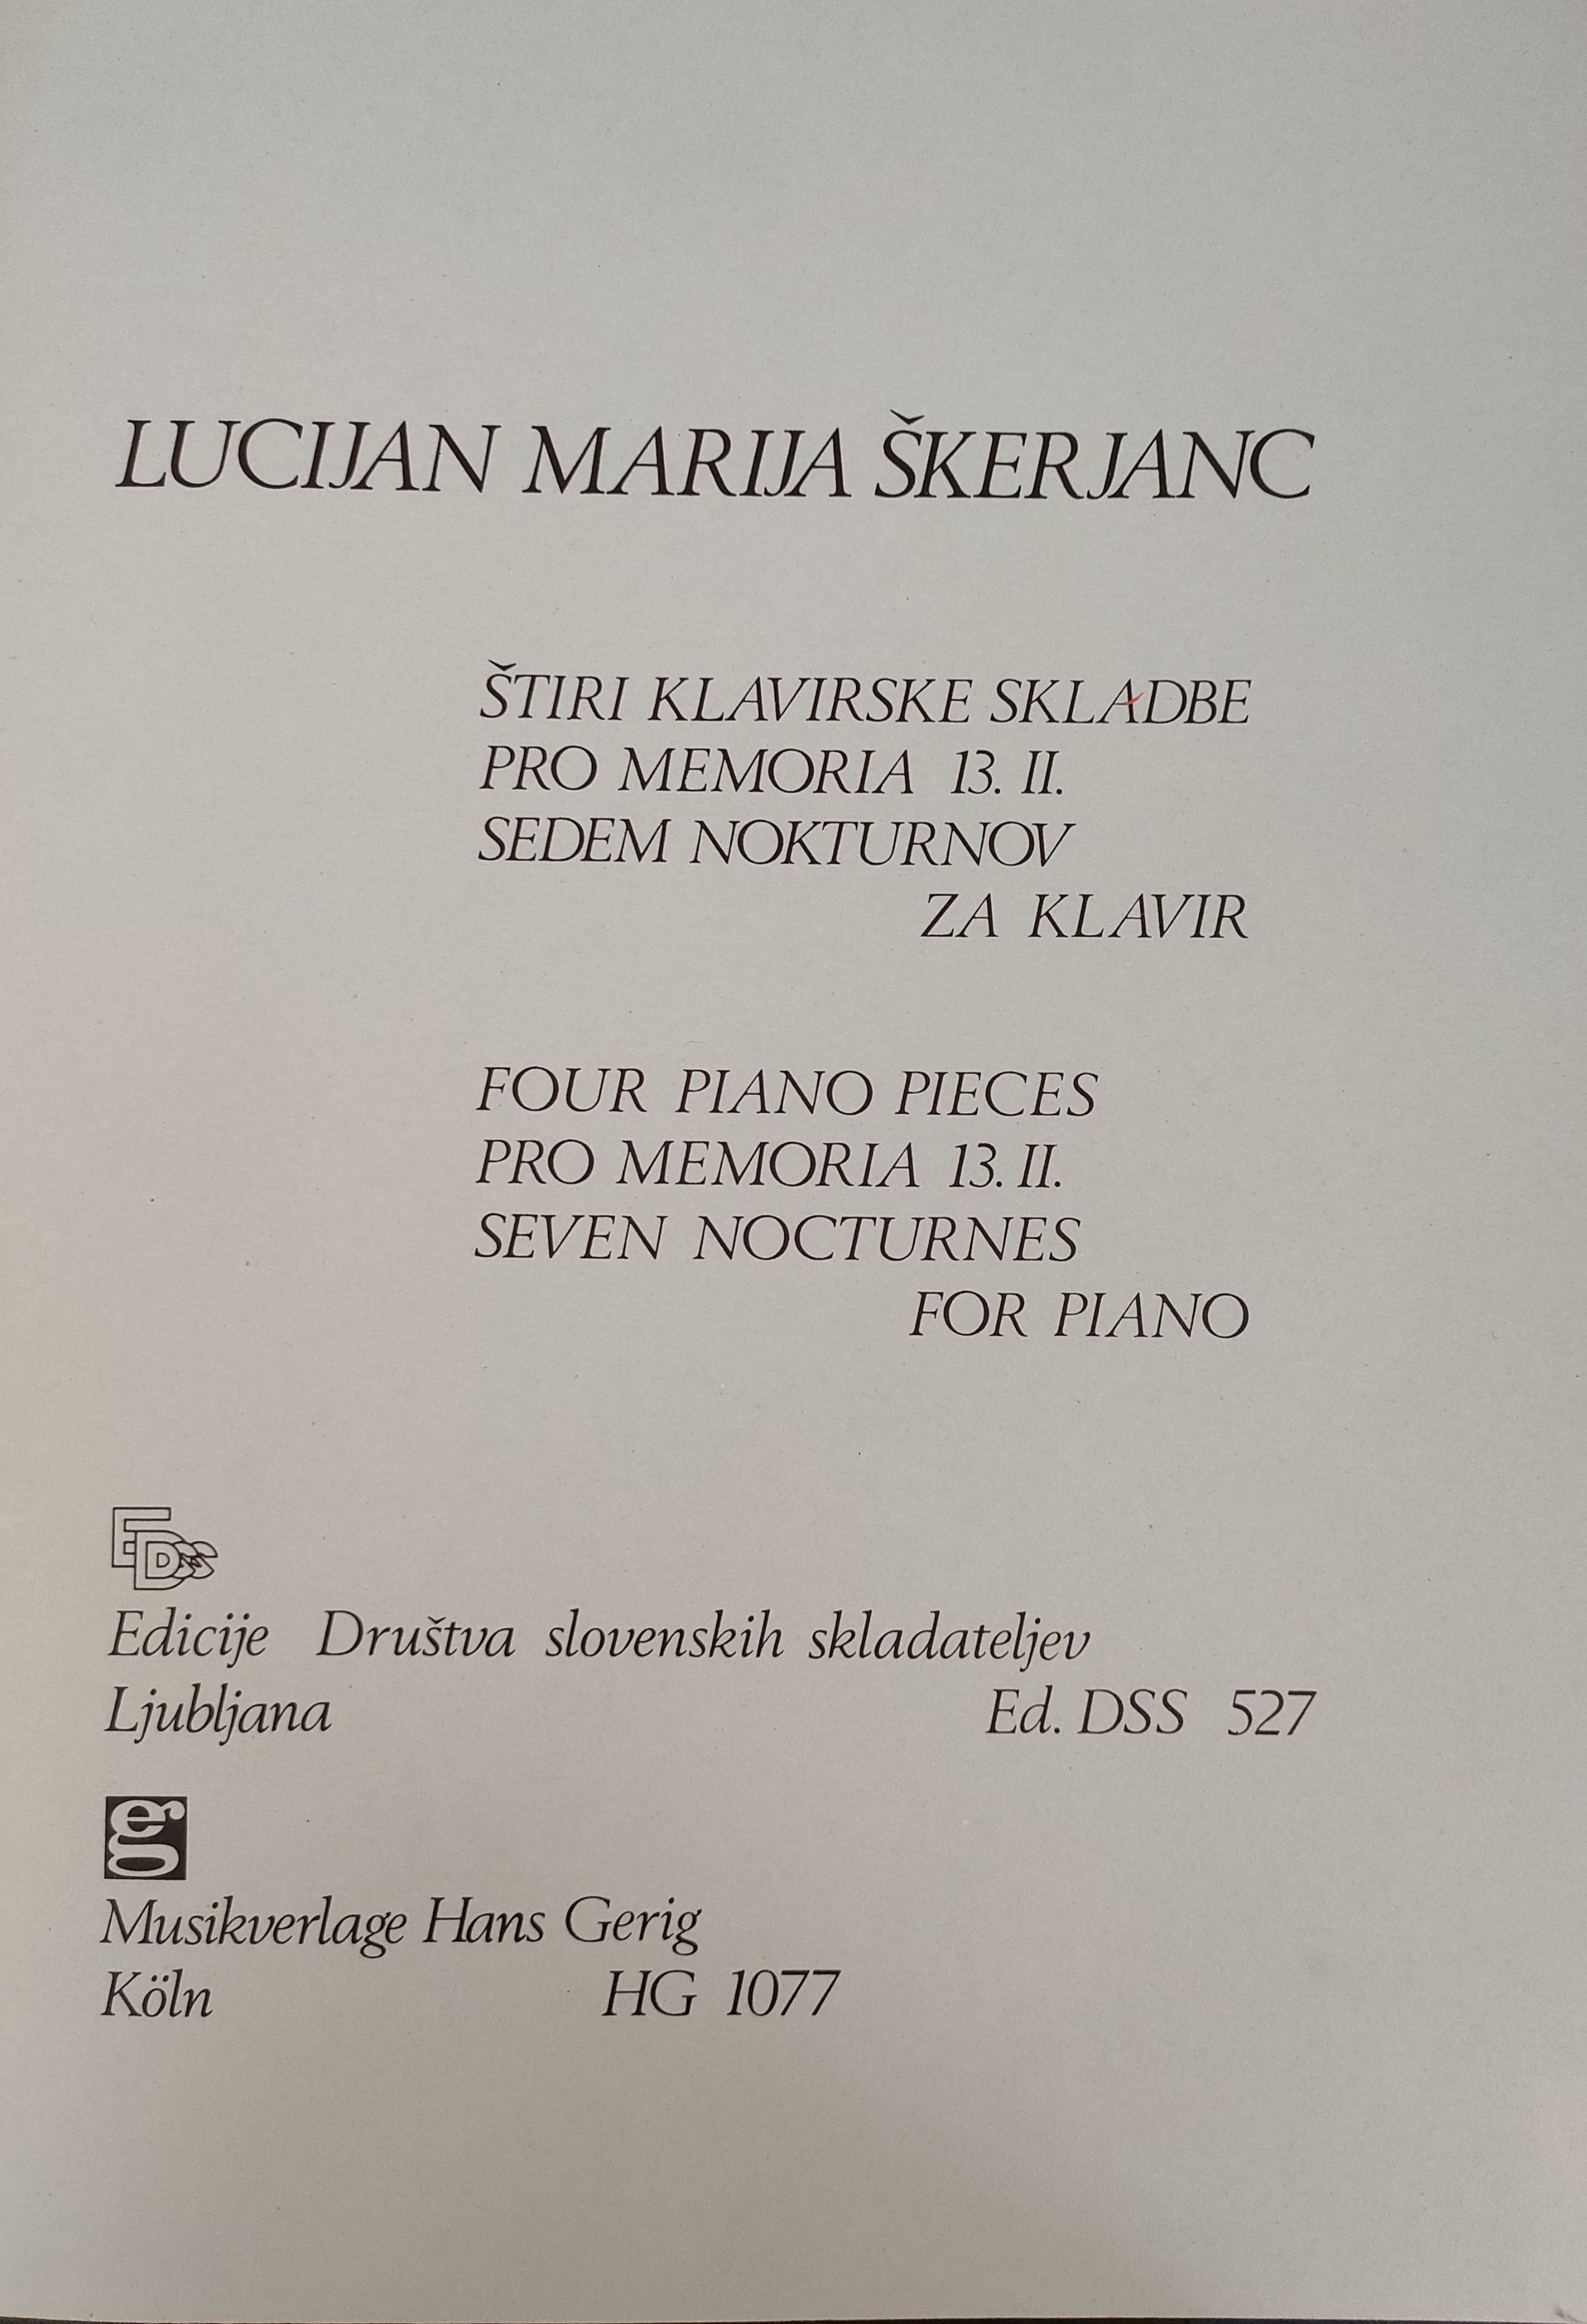 LUCIJAN MARIJA ŠKERJANC
ŠTIRI KLAVIRSKE SKLADBE
PRO MEMORIA 13. II.
SEDEM NOKTURNOV
ZA KLAVIR
FOUR PIANO PIECES
PRO MEMORIA 13. II.
SEVEN NOCTURNES
FOR PIANO
EDSS
Edicije Društva slovenskih skladateljev
Ljubljana Ed. DSS 527
g
Musikverlage Hans Gerig
Köln HG 1077